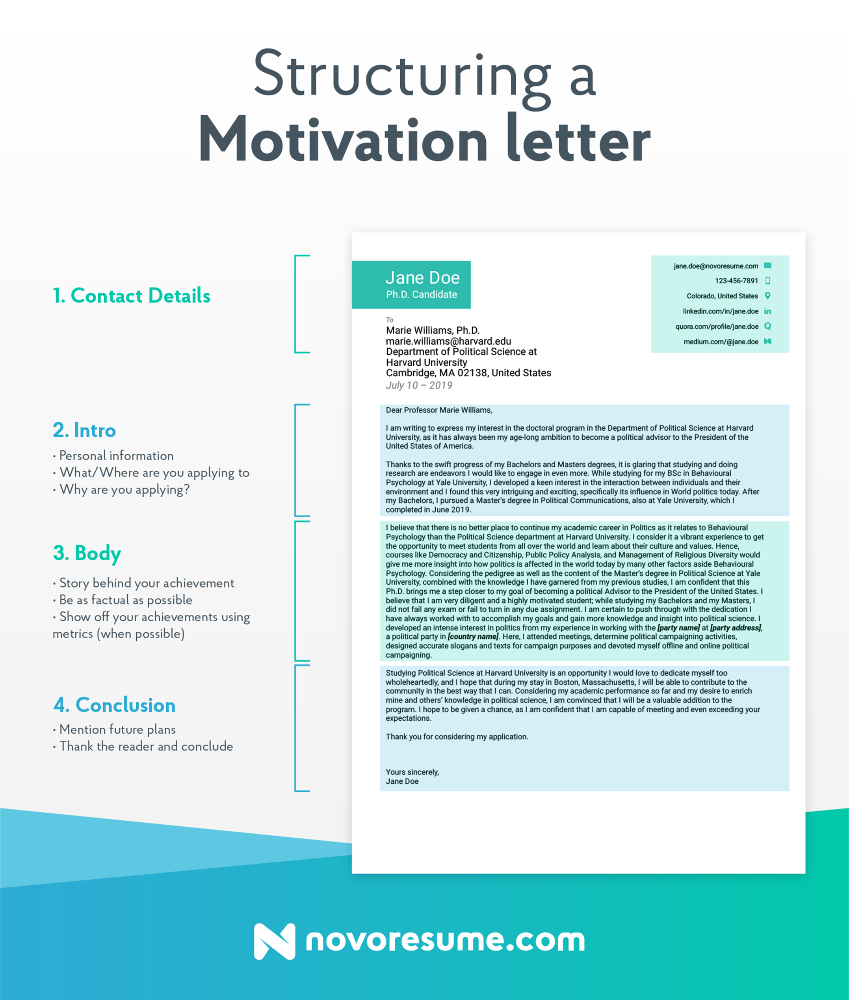 Structuring a
Motivation letter
1. Contact Details
Jane Doe
Ph.D. Candidate
jane.doe@novoresume.com
123-456-7891
Colorado, United States
linkedin.com/in/jane.doe
quora.com/profile/jane.doe
medium.com/@jane.doe
To
Marie Williams, Ph.D.
marie.williams@harvard.edu
Department of Political Science at
Harvard University
Cambridge, MA 02138, United States
July 10 – 2019
2. Intro
• Personal information
• What/Where are you applying to
• Why are you applying?
Dear Professor Marie Williams,
I am writing to express my interest in the doctoral program in the Department of Political Science at Harvard
University, as it has always been my age-long ambition to become a political advisor to the President of the
United States of America.
Thanks to the swift progress of my Bachelors and Masters degrees, it is glaring that studying and doing
research are endeavors I would like to engage in even more. While studying for my BSc in Behavioural
Psychology at Yale University, I developed a keen interest in the interaction between individuals and their
environment and I found this very intriguing and exciting, specifically its influence in World politics today. After
my Bachelors, I pursued a Master's degree in Political Communications, also at Yale University, which I
completed in June 2019.
3. Body
• Story behind your achievement
• Be as factual as possible
• Show off your achievements using
metrics (when possible)
I believe that there is no better place to continue my academic career in Politics as it relates to Behavioural
Psychology than the Political Science department at Harvard University. I consider it a vibrant experience to get
the opportunity to meet students from all over the world and learn about their culture and values. Hence,
courses like Democracy and Citizenship, Public Policy Analysis, and Management of Religious Diversity would
give me more insight into how politics is affected in the world today by many other factors aside Behavioural
Psychology. Considering the pedigree as well as the content of the Master's degree in Political Science at Yale
University, combined with the knowledge I have garnered from my previous studies, I am confident that this
Ph.D. brings me a step closer to my goal of becoming a political Advisor to the President of the United States. I
believe that I am very diligent and a highly motivated student; while studying my Bachelors and my Masters, I
did not fail any exam or fail to turn in any due assignment. I am certain to push through with the dedication I
have always worked with to accomplish my goals and gain more knowledge and insight into political science. I
developed an intense interest in politics from my experience in working with the [party name] at [party address],
a political party in [country name]. Here, I attended meetings, determine political campaigning activities,
designed accurate slogans and texts for campaign purposes and devoted myself offline and online political
campaigning.
4. Conclusion
• Mention future plans
• Thank the reader and conclude
Studying Political Science at Harvard University is an opportunity I would love to dedicate myself too
wholeheartedly, and I hope that during my stay in Boston, Massachusetts, I will be able to contribute to the
community in the best way that I can. Considering my academic performance so far and my desire to enrich
mine and others' knowledge in political science, I am convinced that I will be a valuable addition to the
program. I hope to be given a chance, as I am confident that I am capable of meeting and even exceeding your
expectations.
Thank you for considering my application.
Yours sincerely,
Jane Doe
novoresume.com